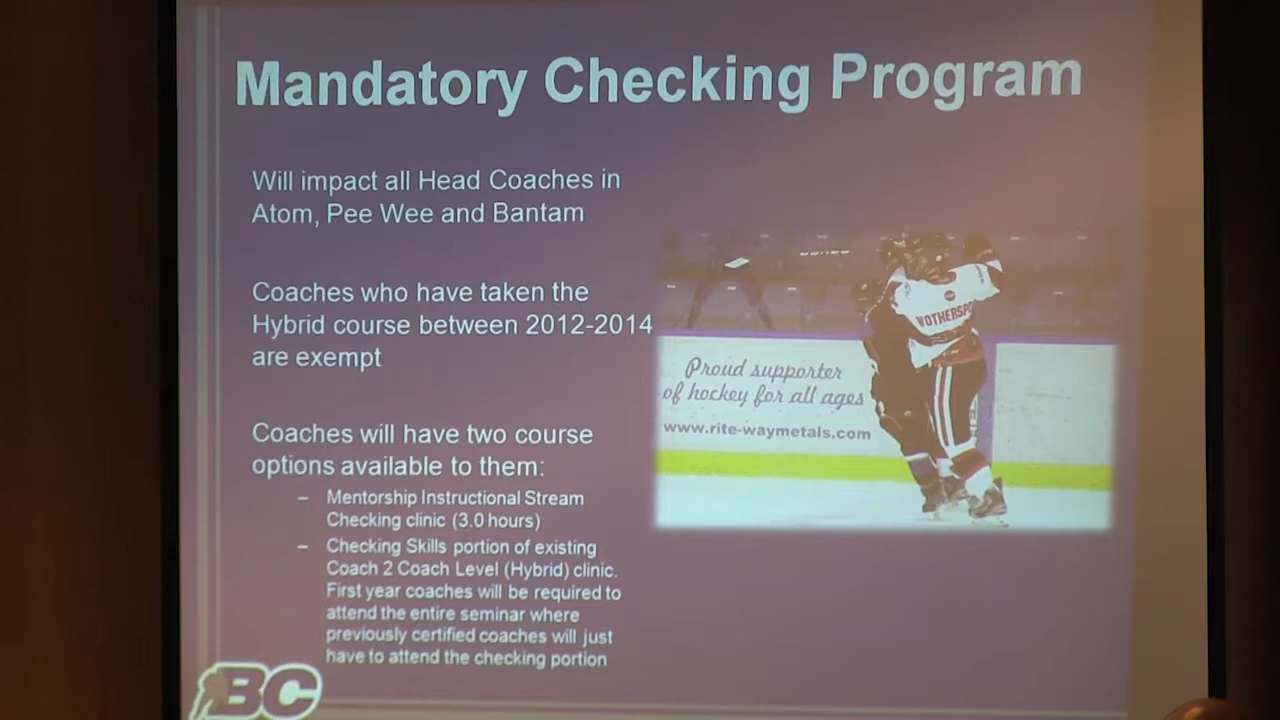 Mandatory Checking Program
Will impact all Head Coaches in
Atom, Pee Wee and Bantam
Coaches who have taken the
Hybrid course between 2012-2014
are exempt
Coaches will have two course
options available to them:
– Mentorship Instructional Stream
Checking clinic (3.0 hours)
– Checking Skills portion of existing
Coach 2 Coach Level (Hybrid) clinic.
First year coaches will be required to
attend the entire seminar where
previously certified coaches will just
have to attend the checking portion
Proud supporter
of hockey for all ages
www.rite-waymetals.com
BC